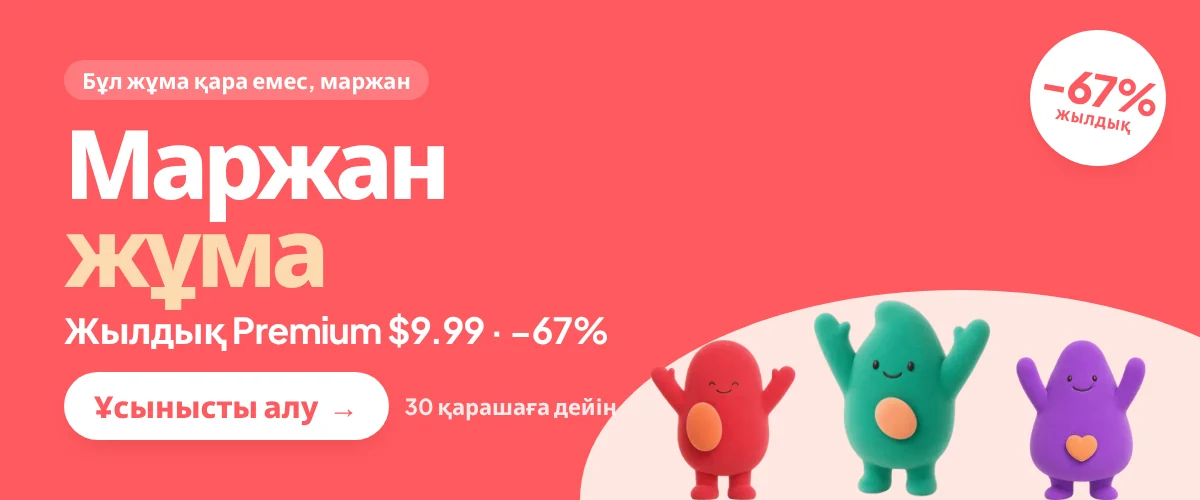 Бұл жұма қара емес, маржан
Маржан
жұма
Жылдық Premium $9.99 · −67%
Ұсынысты алу →
30 қарашаға дейін
−67%
ЖЫЛДЫҚ